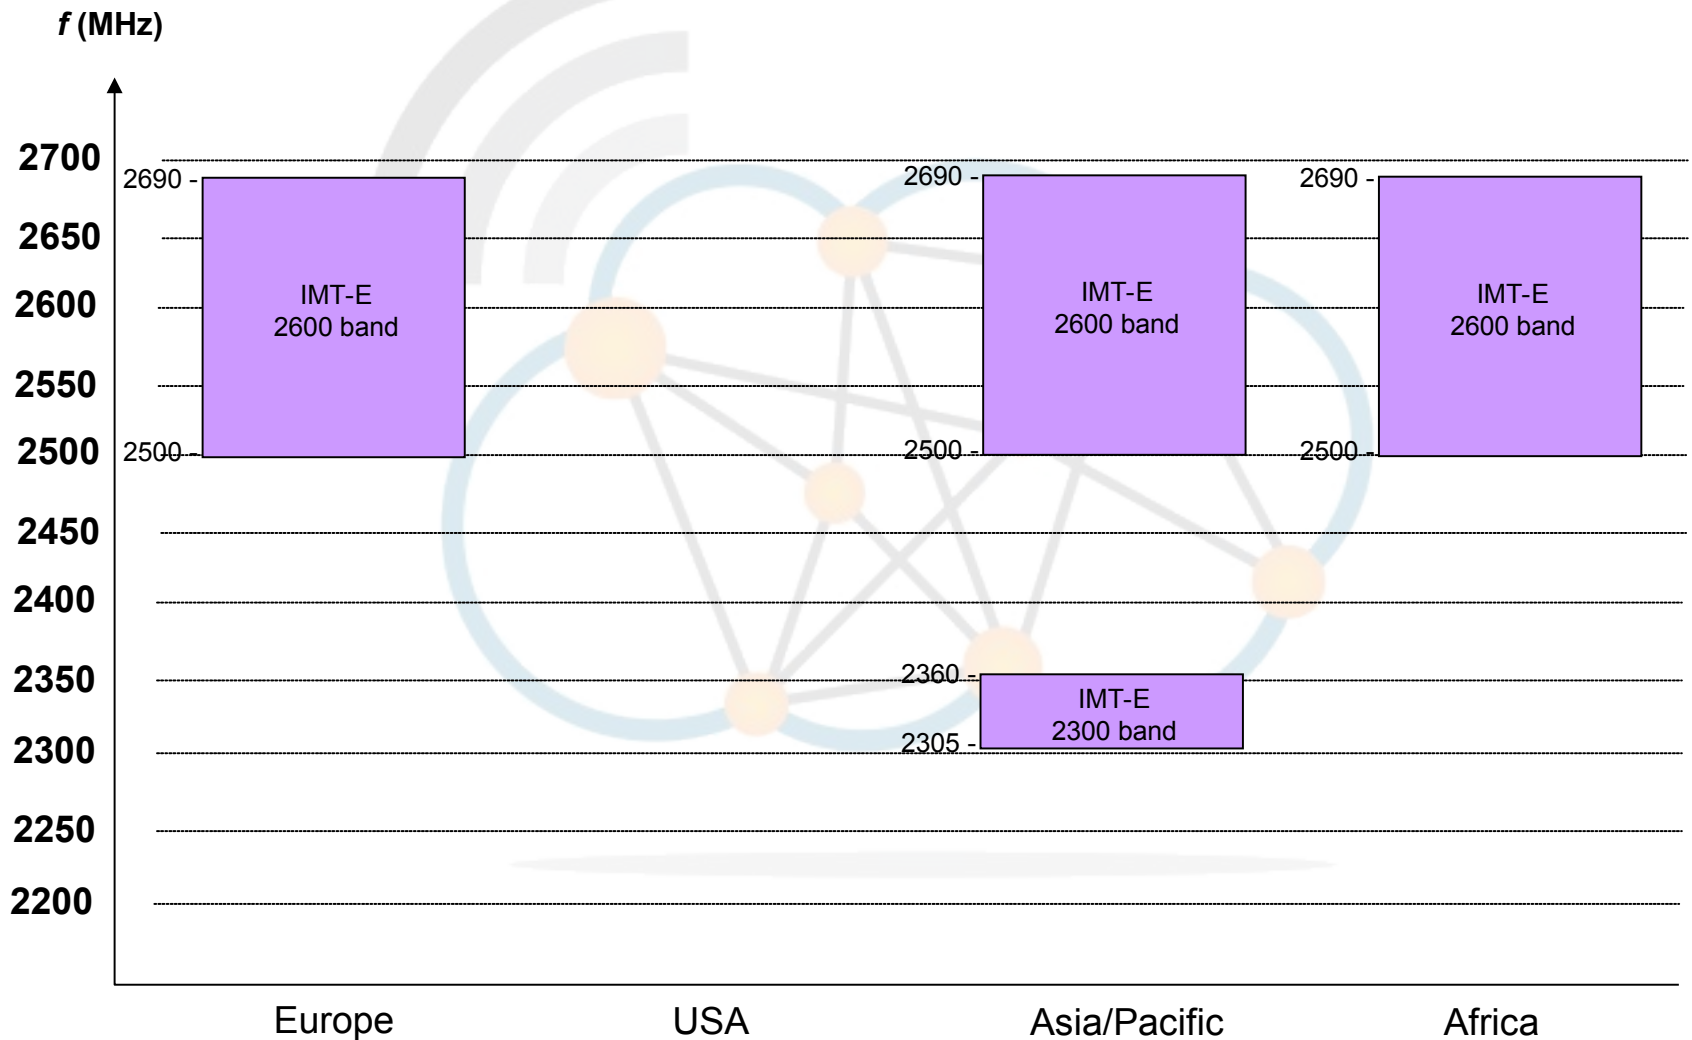 f (MHz)
2700
2690 -
2690 -
2690 -
2650
2600
IMT-E
2600 band
IMT-E
2600 band
IMT-E
2600 band
2550
2500
2500 -
2500 -
2500 -
2450
2400
2350
2360 -
IMT-E
2300 band
2300
2305 -
2250
2200
Europe
USA
Asia/Pacific
Africa